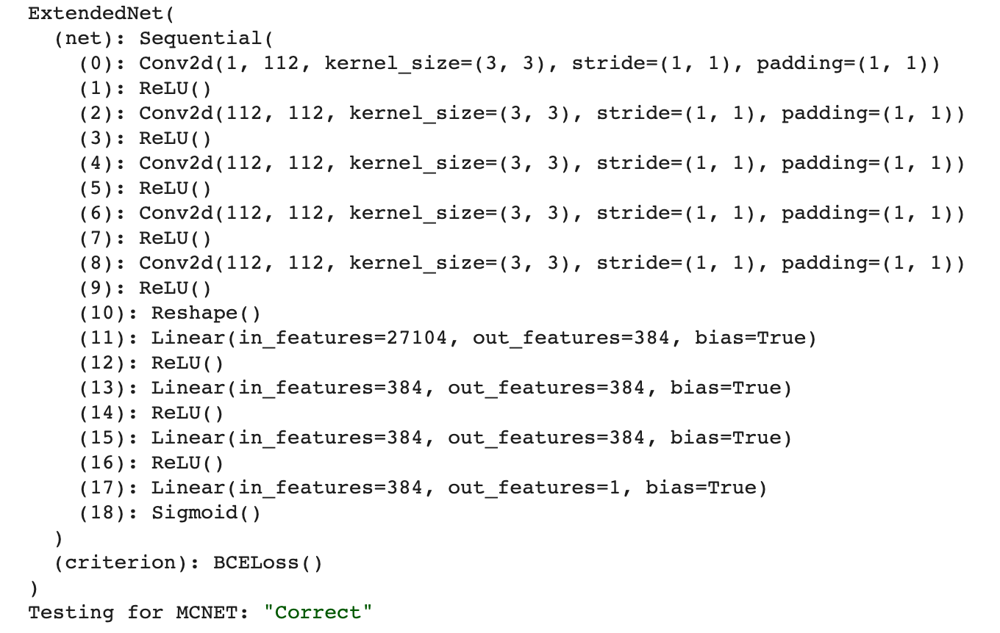 ExtendedNet(
  (net): Sequential(
    (0): Conv2d(1, 112, kernel_size=(3, 3), stride=(1, 1), padding=(1, 1))
    (1): ReLU()
    (2): Conv2d(112, 112, kernel_size=(3, 3), stride=(1, 1), padding=(1, 1))
    (3): ReLU()
    (4): Conv2d(112, 112, kernel_size=(3, 3), stride=(1, 1), padding=(1, 1))
    (5): ReLU()
    (6): Conv2d(112, 112, kernel_size=(3, 3), stride=(1, 1), padding=(1, 1))
    (7): ReLU()
    (8): Conv2d(112, 112, kernel_size=(3, 3), stride=(1, 1), padding=(1, 1))
    (9): ReLU()
    (10): Reshape()
    (11): Linear(in_features=27104, out_features=384, bias=True)
    (12): ReLU()
    (13): Linear(in_features=384, out_features=384, bias=True)
    (14): ReLU()
    (15): Linear(in_features=384, out_features=384, bias=True)
    (16): ReLU()
    (17): Linear(in_features=384, out_features=1, bias=True)
    (18): Sigmoid()
  )
  (criterion): BCELoss()
)
Testing for MCNET: "Correct"